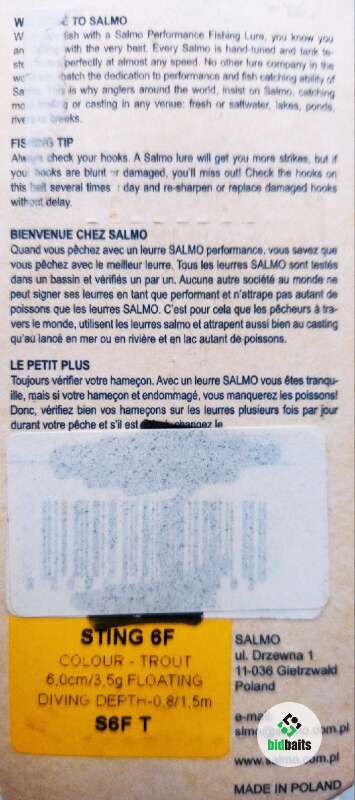 TO SALMO
fish with a Salmo Performance Fishing Lure, you know you
with the very best. Every Salmo is hand-tuned and tank
perfectly at almost any speed. No other lure company in the
match the dedication to performance and fish catching ability of
is why anglers around the world, insist on Salmo, catching
or casting in any venue: fresh or saltwater, lakes, ponds,
creeks.
FISHING TIP
Always check your hooks. A Salmo lure will get you more strikes, but if
your hooks are blunt or damaged, you'll miss out! Check the hooks on
this bait several times day and re-sharpen or replace damaged hooks
without delay.
BIENVENUE CHEZ SALMO
Quand vous pêchez avec un leurre SALMO performance, vous savez que
vous pêchez avec le meilleur leurre. Tous les leurres SALMO sont testés
dans un bassin et vérifiés un par un. Aucune autre société au monde ne
peut signer ses leurres en tant que performant et n'attrape pas autant de
poissons que les leurres SALMO. C'est pour cela que les pêcheurs à tra-
vers le monde, utilisent les leurres salmo et attrapent aussi bien au casting
qu'au lancé en mer ou en rivière et en lac autant de poissons.
LE PETIT PLUS
Toujours vérifier votre hameçon. Avec un leurre SALMO vous êtes tranqu-
ille, mais si votre hameçon et endommagé, vous manquerez les poissons!
Donc, vérifiez bien vos hameçons sur les leurres plusieurs fois par jour
durant votre pêche et s'il est changez le
STING 6F
COLOUR - TROUT
6,0cm/3,5g FLOATING
DIVING DEPTH-0,8/1,5m
S6F T
SALMO
ul. Drzewna 1
11-036 Gietrzwałd
Poland
e-mail
www.salmo.com.pl
MADE IN POLAND
bidbaits